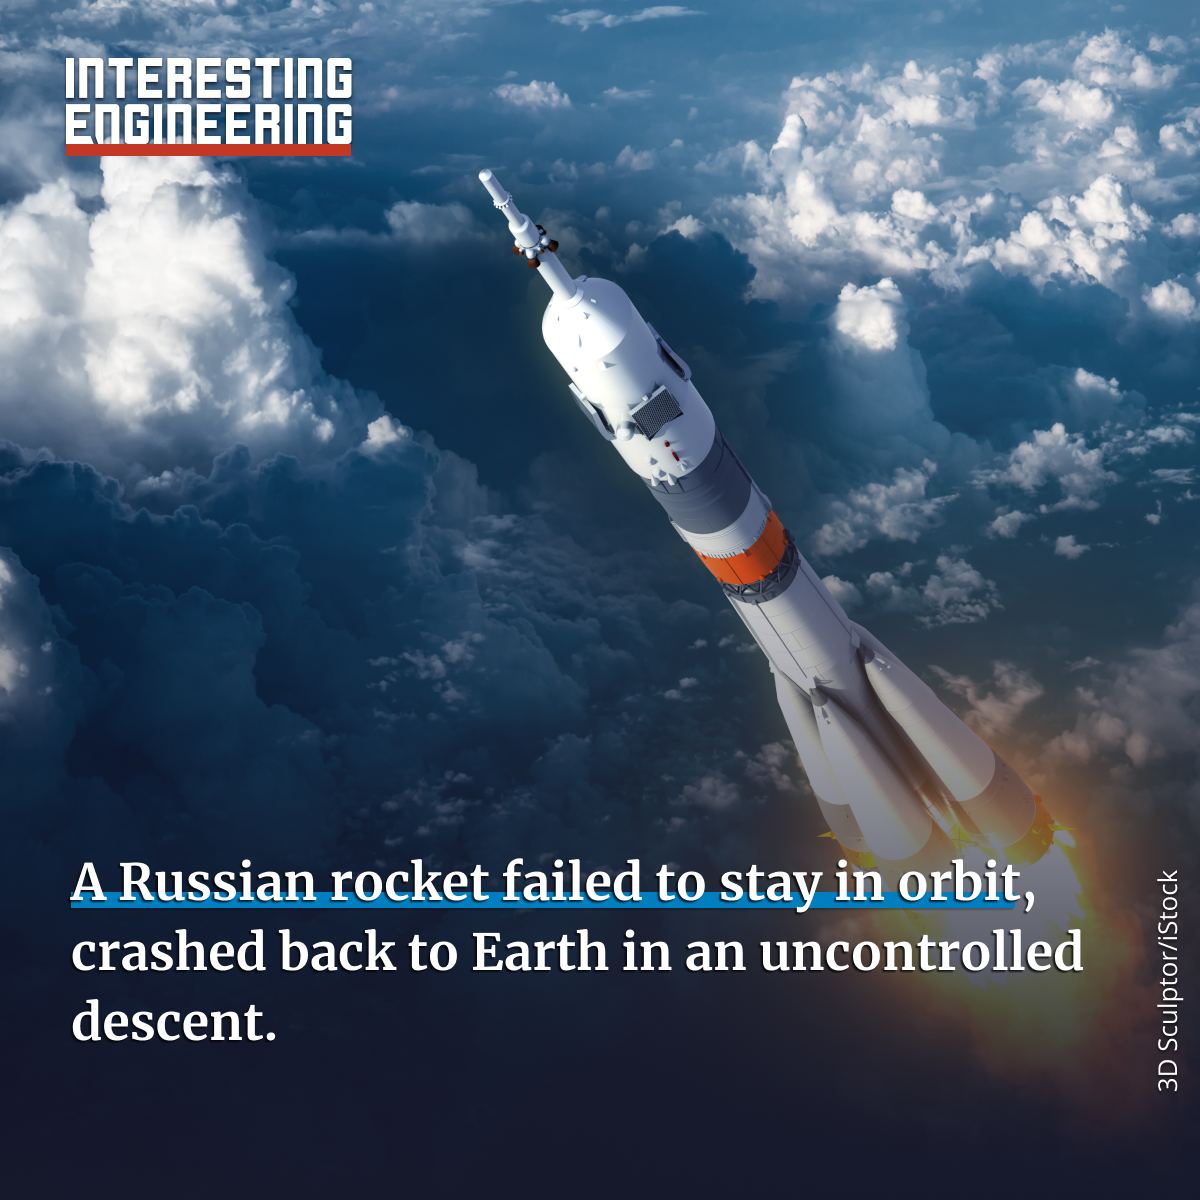 INTERESTING
ENGINEERING
A Russian rocket failed to stay in orbit,
crashed back to Earth in an uncontrolled
descent.
3D Sculptor/iStock